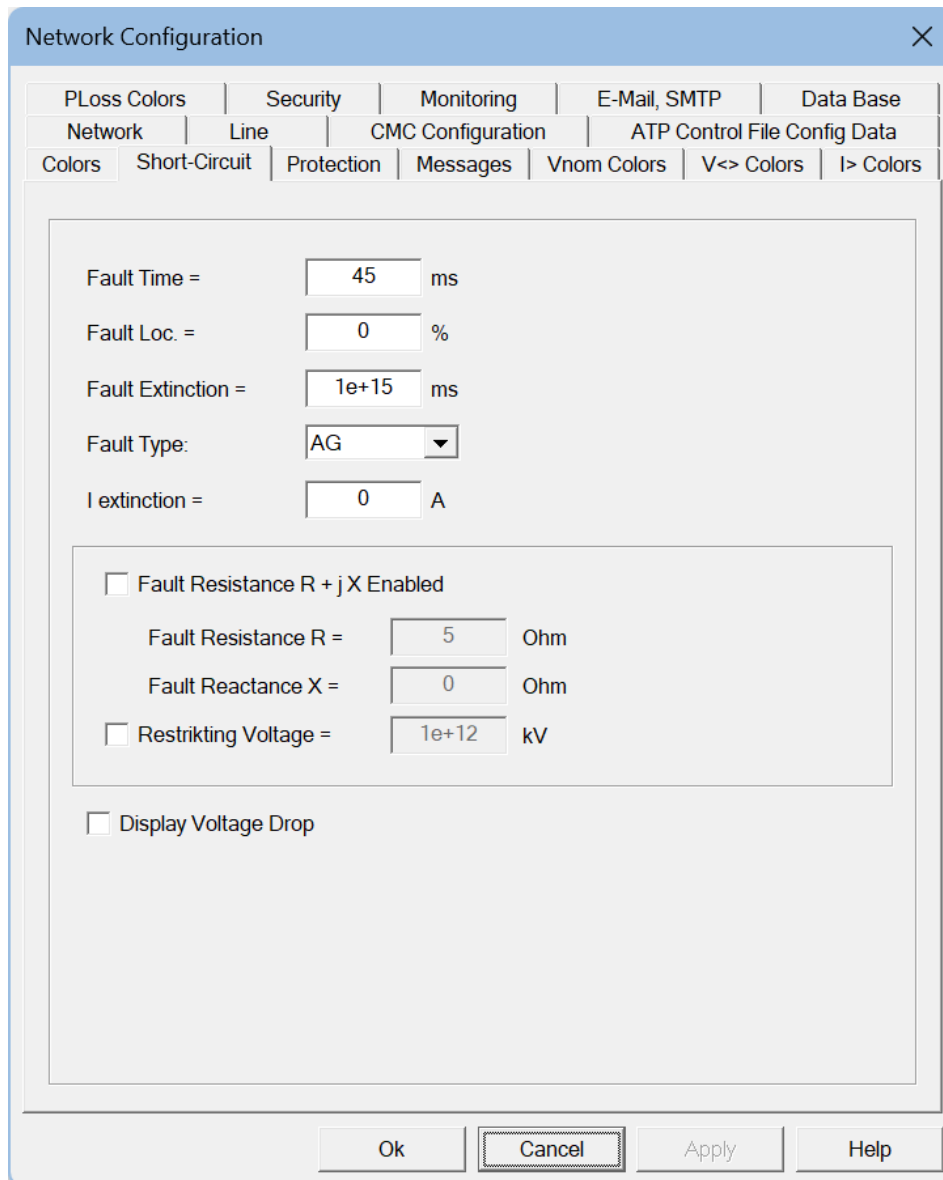 Network Configuration
PLoss Colors Security Monitoring E-Mail, SMTP Data Base
Network Line CMC Configuration ATP Control File Config Data
Colors Short-Circuit Protection Messages Vnom Colors V<> Colors I> Colors
Fault Time = 45 ms
Fault Loc. = 0 %
Fault Extinction = 1e+15 ms
Fault Type: AG
I extinction = 0 A
Fault Resistance R + j X Enabled
Fault Resistance R = 5 Ohm
Fault Reactance X = 0 Ohm
Restrikting Voltage = 1e+12 kV
Display Voltage Drop
Ok Cancel Apply Help